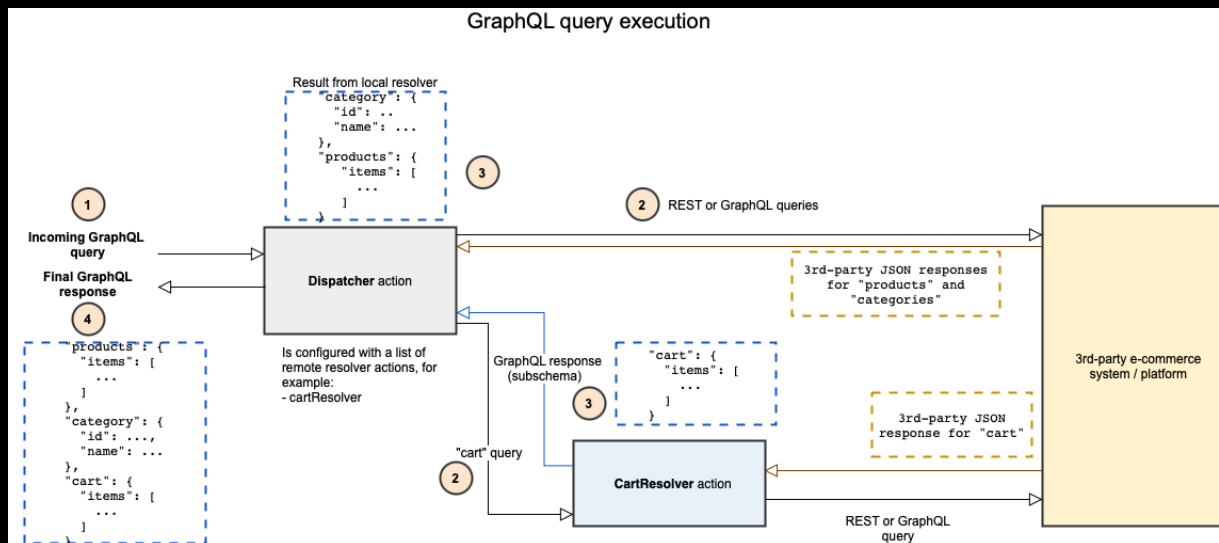 GraphQL query execution
Result from local resolver
"category": {
"id": ..
"name": ...
},
"products": {
"items": [
...
]
}
3
1
Incoming GraphQL
query
Final GraphQL
response
4
"products": {
"items": [
...
]
},
"category": {
"id": ...,
"name": ...
},
"cart": {
"items": [
...
]
}
Dispatcher action
Is configured with a list of
remote resolver actions, for
example:
- cartResolver
2
REST or GraphQL queries
3rd-party JSON responses
for "products" and
"categories"
GraphQL response
(subschema)
3
"cart": {
"items": [
...
]
}
"cart" query
2
CartResolver action
3rd-party JSON
response for "cart"
REST or GraphQL
query
3rd-party e-commerce
system / platform